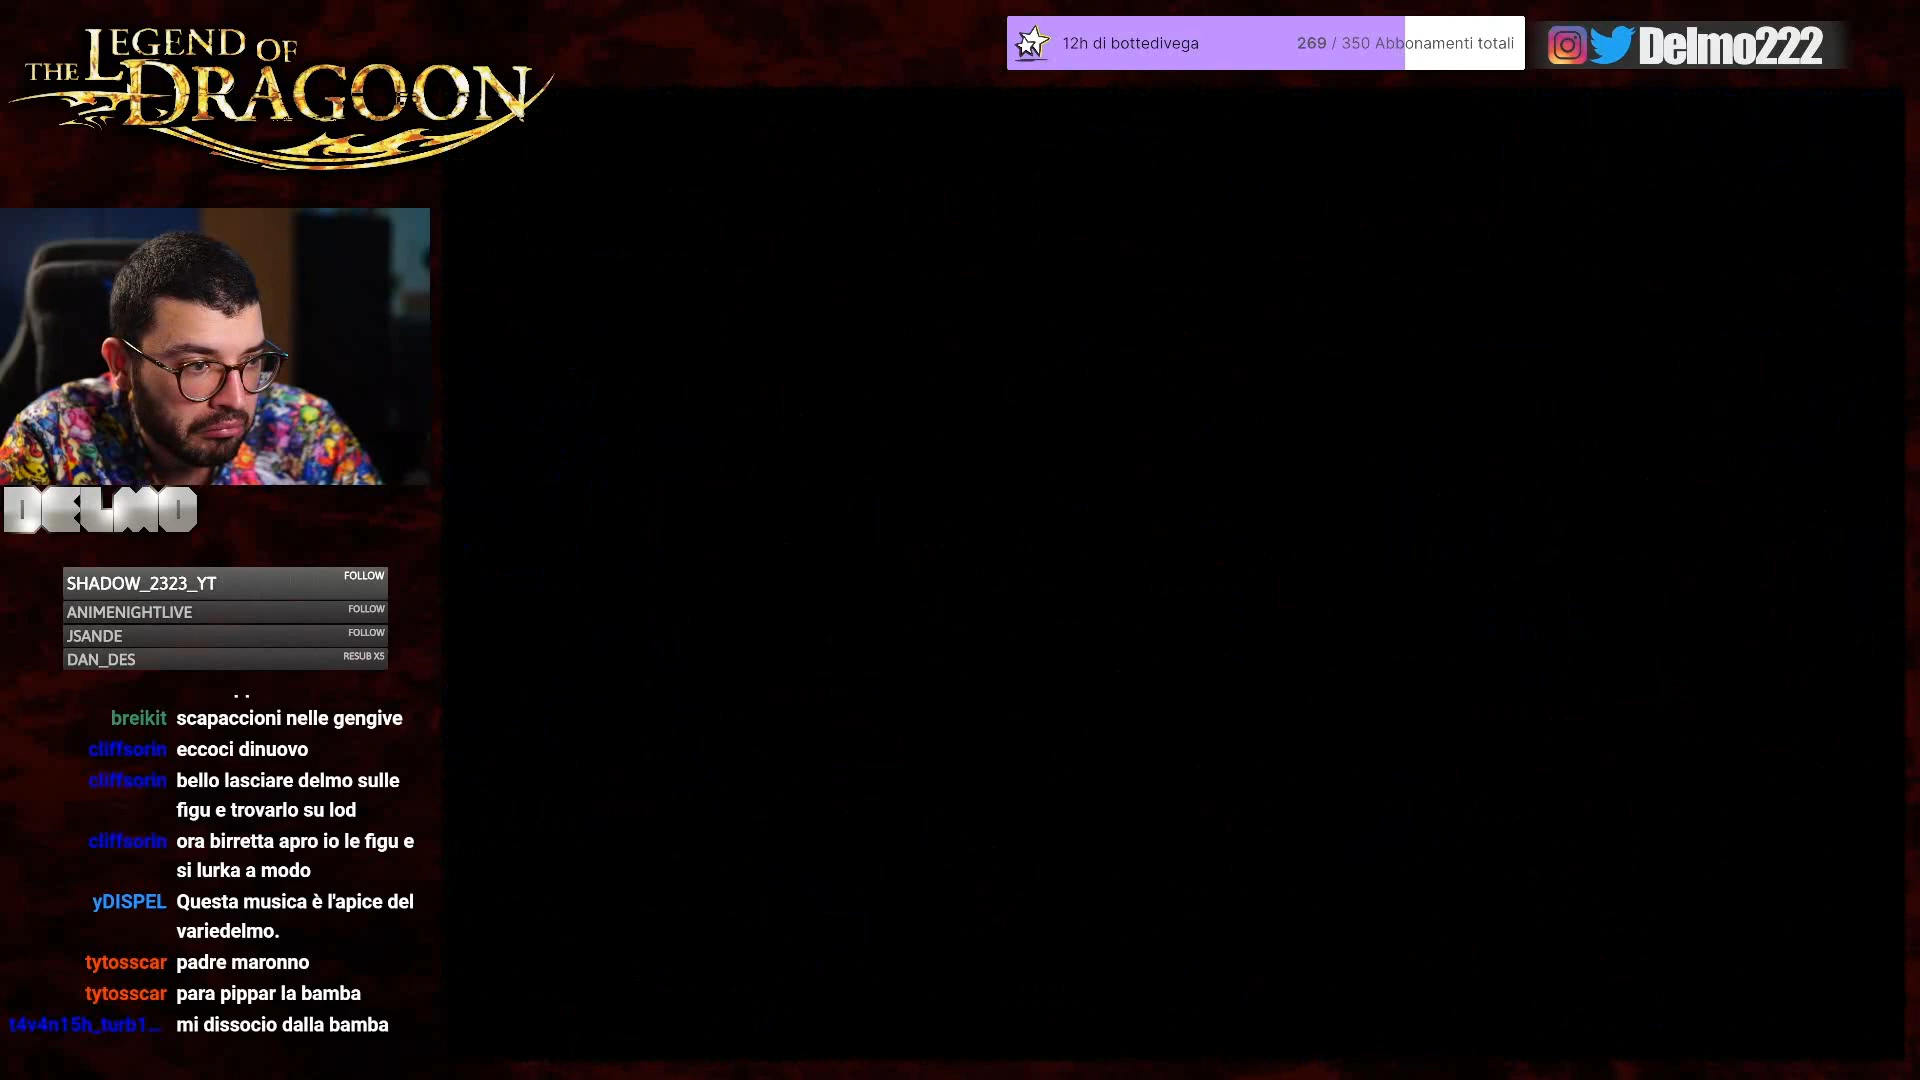 THE LEGEND OF
DRAGOON
12h di bottedivega 269 / 350 Abbonamenti totali
Delmo222
DELMO
SHADOW_2323_YT FOLLOW
ANIMENIGHTLIVE FOLLOW
JSANDE FOLLOW
DAN_DES RESUB X5
breikit scapaccioni nelle gengive
cliffsorin eccoci dinuovo
cliffsorin bello lasciare delmo sulle
figu e trovarlo su lod
cliffsorin ora birretta apro io le figu e
si lurka a modo
yDISPEL Questa musica è l'apice del
variedelmo.
tytosscar padre maronno
tytosscar para pippar la bamba
t4v4n15h_turb1... mi dissocio dalla bamba